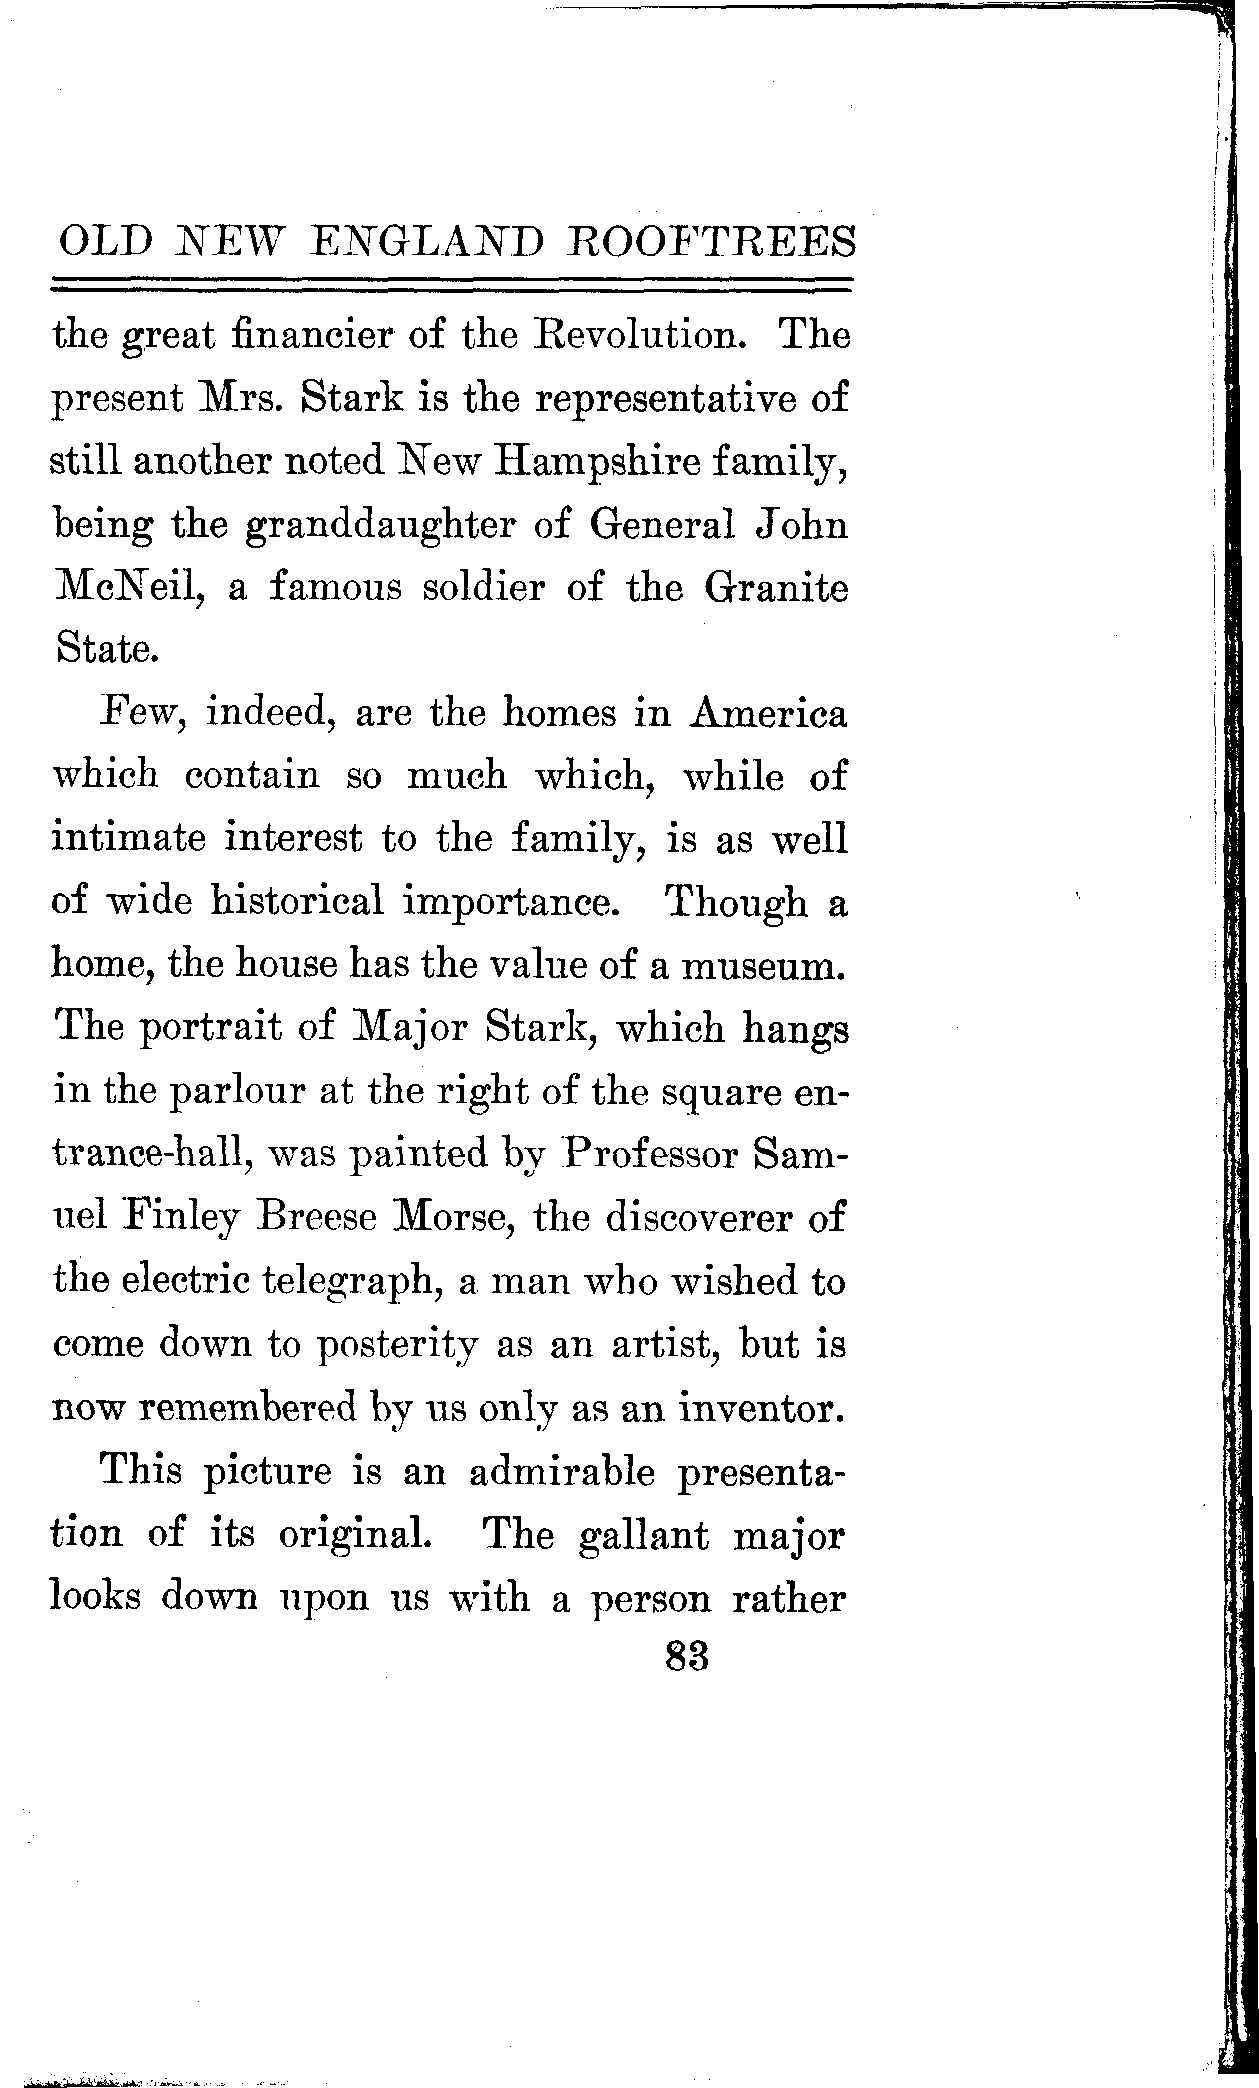 OLD NEW ENGLAND ROOFTREES
the great financier of the Revolution. The
present Mrs. Stark is the representative of
still another noted New Hampshire family,
being the granddaughter of General John
McNeil, a famous soldier of the Granite
State.
Few, indeed, are the homes in America
which contain so much which, while of
intimate interest to the family, is as well
of wide historical importance. Though a
home, the house has the value of a museum.
The portrait of Major Stark, which hangs
in the parlour at the right of the square en-
trance-hall, was painted by Professor Sam-
uel Finley Breese Morse, the discoverer of
the electric telegraph, a man who wished to
come down to posterity as an artist, but is
now remembered by us only as an inventor.
This picture is an admirable presenta-
tion of its original. The gallant major
looks down upon us with a person rather
83